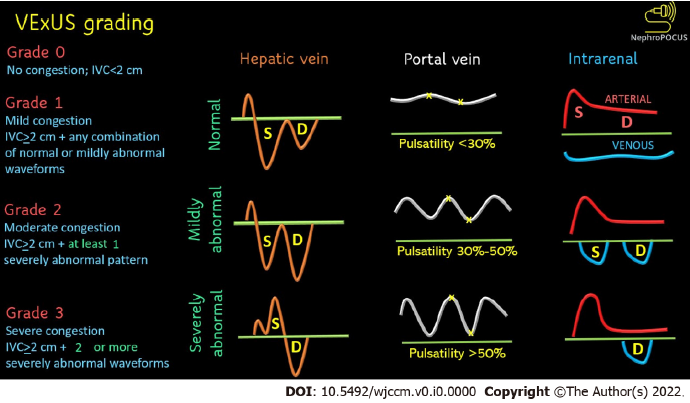 VExUS grading
NephroPOCUS
Grade 0
No congestion; IVC<2 cm
Grade 1
Mild congestion
IVC≥2 cm + any combination
of normal or mildly abnormal
waveforms
Grade 2
Moderate congestion
IVC≥2 cm + at least 1
severely abnormal pattern
Grade 3
Severe congestion
IVC≥2 cm + 2 or more
severely abnormal waveforms
Hepatic vein
Portal vein
Intrarenal
Normal
S D
Pulsatility <30%
ARTERIAL
S D
VENOUS
Mildly
abnormal
S D
Pulsatility 30%-50%
S D
Severely
abnormal
S
D
Pulsatility >50%
D
DOI: 10.5492/wjccm.v0.i0.0000 Copyright ©The Author(s) 2022.